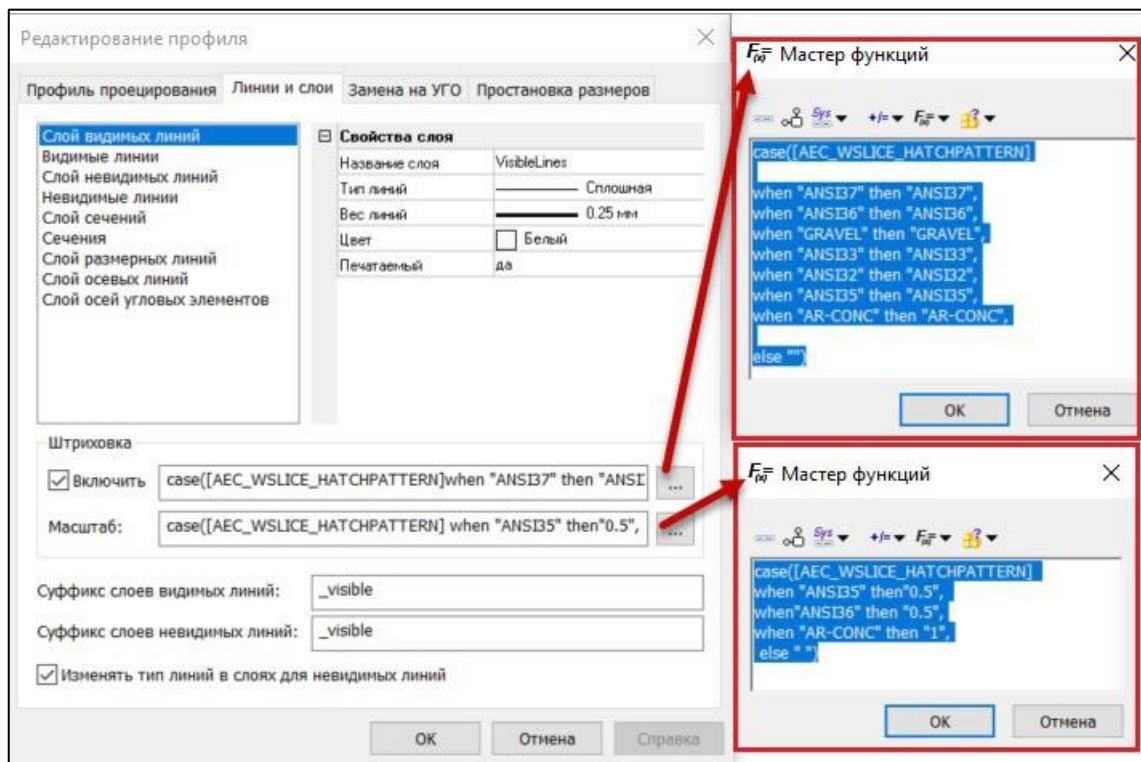 Редактирование профиля
Профиль проецирования Линии и слои Замена на УГО Простановка размеров
Слой видимых линий
Видимые линии
Слой невидимых линий
Невидимые линии
Слой сечений
Сечения
Слой размерных линий
Слой осевых линий
Слой осей угловых элементов
Свойства слоя
Название слоя VisibleLines
Тип линий Сплошная
Вес линий 0.25 мм
Цвет Белый
Печатаемый да
Штриховка
Включить case([AEC_WSLICE_HATCHPATTERN]when "ANSI37" then "ANSI ...
Масштаб: case([AEC_WSLICE_HATCHPATTERN] when "ANSI35" then"0.5", ...
Суффикс слоев видимых линий: _visible
Суффикс слоев невидимых линий: _visible
Изменять тип линий в слоях для невидимых линий
ОК Отмена Справка
F(x)= Мастер функций
Sys +/= F(x)=
case([AEC_WSLICE_HATCHPATTERN]
when "ANSI37" then "ANSI37",
when "ANSI36" then "ANSI36",
when "GRAVEL" then "GRAVEL",
when "ANSI33" then "ANSI33",
when "ANSI32" then "ANSI32",
when "ANSI35" then "ANSI35",
when "AR-CONC" then "AR-CONC",
else "")
ОК Отмена
F(x)= Мастер функций
Sys +/= F(x)=
case([AEC_WSLICE_HATCHPATTERN]
when "ANSI35" then"0.5",
when"ANSI36" then "0.5",
when "AR-CONC" then "1",
else " ")
ОК Отмена